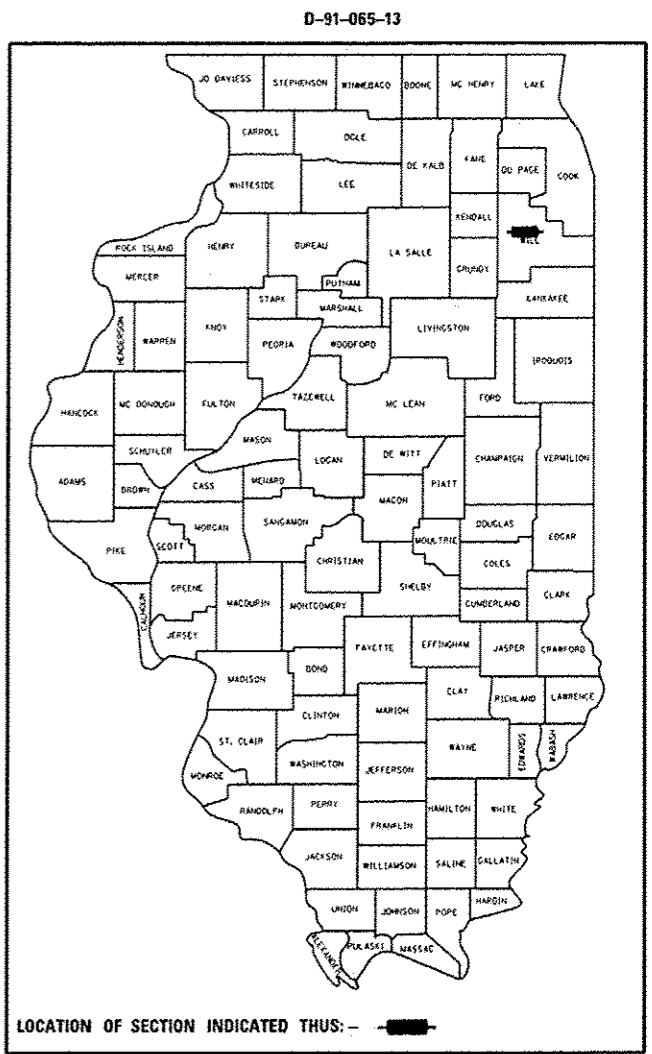 D-91-065-13
JO DAVIESS STEPHENSON WINNEBAGO BOONE MC HENRY LAKE
CARROLL OGLE KANE DU PAGE COOK
DE KALB
WHITESIDE LEE
KENDALL
WILL
ROCK ISLAND HENRY BUREAU LA SALLE GRUNDY
MERCER PUTNAM
KANKAKEE
STARK MARSHALL
HENDERSON WARREN KNOX LIVINGSTON
PEORIA WOODFORD IROQUOIS
TAZEWELL FORD
HANCOCK MC DONOUGH FULTON MC LEAN
MASON
SCHUYLER LOGAN DE WITT CHAMPAIGN VERMILION
ADAMS BROWN CASS MENARD PIATT
MACON
MORGAN SANGAMON DOUGLAS
PIKE SCOTT MOULTRIE EDGAR
CHRISTIAN COLES
GREENE SHELBY
CALHOUN MACOUPIN MONTGOMERY CUMBERLAND CLARK
JERSEY
FAYETTE EFFINGHAM JASPER CRAWFORD
MADISON BOND
CLAY RICHLAND LAWRENCE
CLINTON MARION
ST. CLAIR WAYNE EDWARDS WABASH
WASHINGTON JEFFERSON
MONROE
RANDOLPH PERRY HAMILTON WHITE
FRANKLIN
JACKSON WILLIAMSON SALINE GALLATIN
HARDIN
UNION JOHNSON POPE
ALEXANDER PULASKI MASSAC
LOCATION OF SECTION INDICATED THUS: –